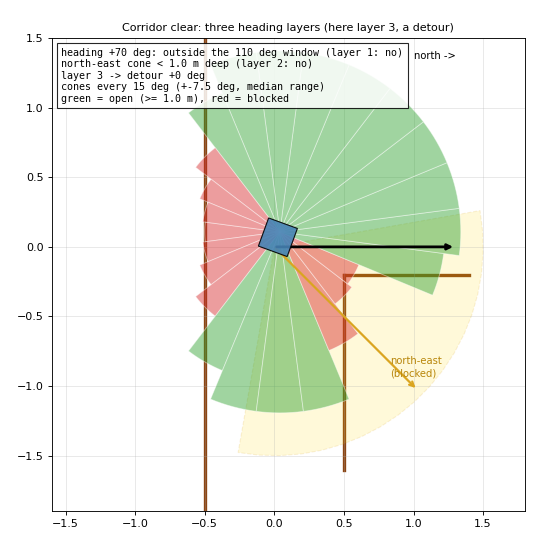 Corridor clear: three heading layers (here layer 3, a detour)
heading +70 deg: outside the 110 deg window (layer 1: no)
north-east cone < 1.0 m deep (layer 2: no)
layer 3 -> detour +0 deg
cones every 15 deg (+-7.5 deg, median range)
green = open (>= 1.0 m), red = blocked
north ->
north-east
(blocked)
1.5
1.0
0.5
0.0
−0.5
−1.0
−1.5
−1.5
−1.0
−0.5
0.0
0.5
1.0
1.5